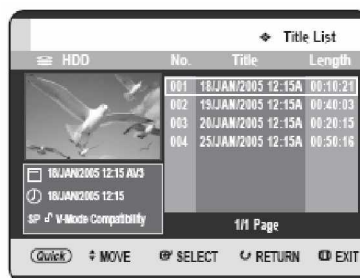 Title List
HDD No. Title Length
001 18/JAN/2005 12:15A 00:10:21
002 19/JAN/2005 12:15A 00:40:03
003 20/JAN/2005 12:15A 00:20:15
004 25/JAN/2005 12:15A 00:50:16
18/JAN/2005 12:15 AV3
18/JAN/2005 12:15
SP V-Mode Compatibility
1/1 Page
Quick MOVE SELECT RETURN EXIT